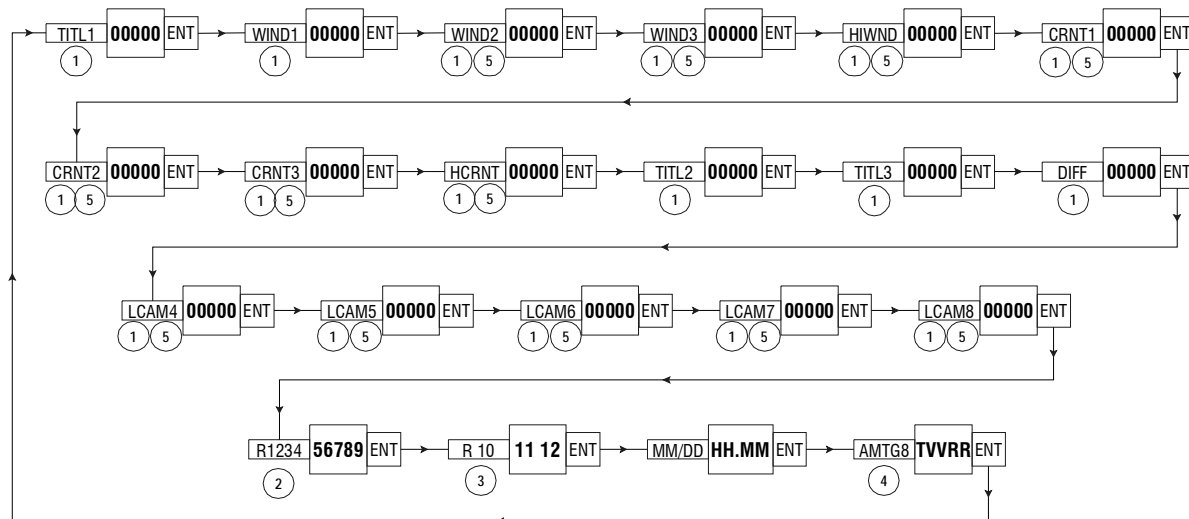 TITL1 00000 ENT WIND1 00000 ENT WIND2 00000 ENT WIND3 00000 ENT HIWND 00000 ENT CRNT1 00000 ENT
1 1 1 5 1 5 1 5 1 5
CRNT2 00000 ENT CRNT3 00000 ENT HCRNT 00000 ENT TITL2 00000 ENT TITL3 00000 ENT DIFF 00000 ENT
1 5 1 5 1 5 1 1 1
LCAM4 00000 ENT LCAM5 00000 ENT LCAM6 00000 ENT LCAM7 00000 ENT LCAM8 00000 ENT
1 5 1 5 1 5 1 5 1 5
R1234 56789 ENT R 10 11 12 ENT MM/DD HH.MM ENT AMTG8 TVVRR ENT
2 3 4